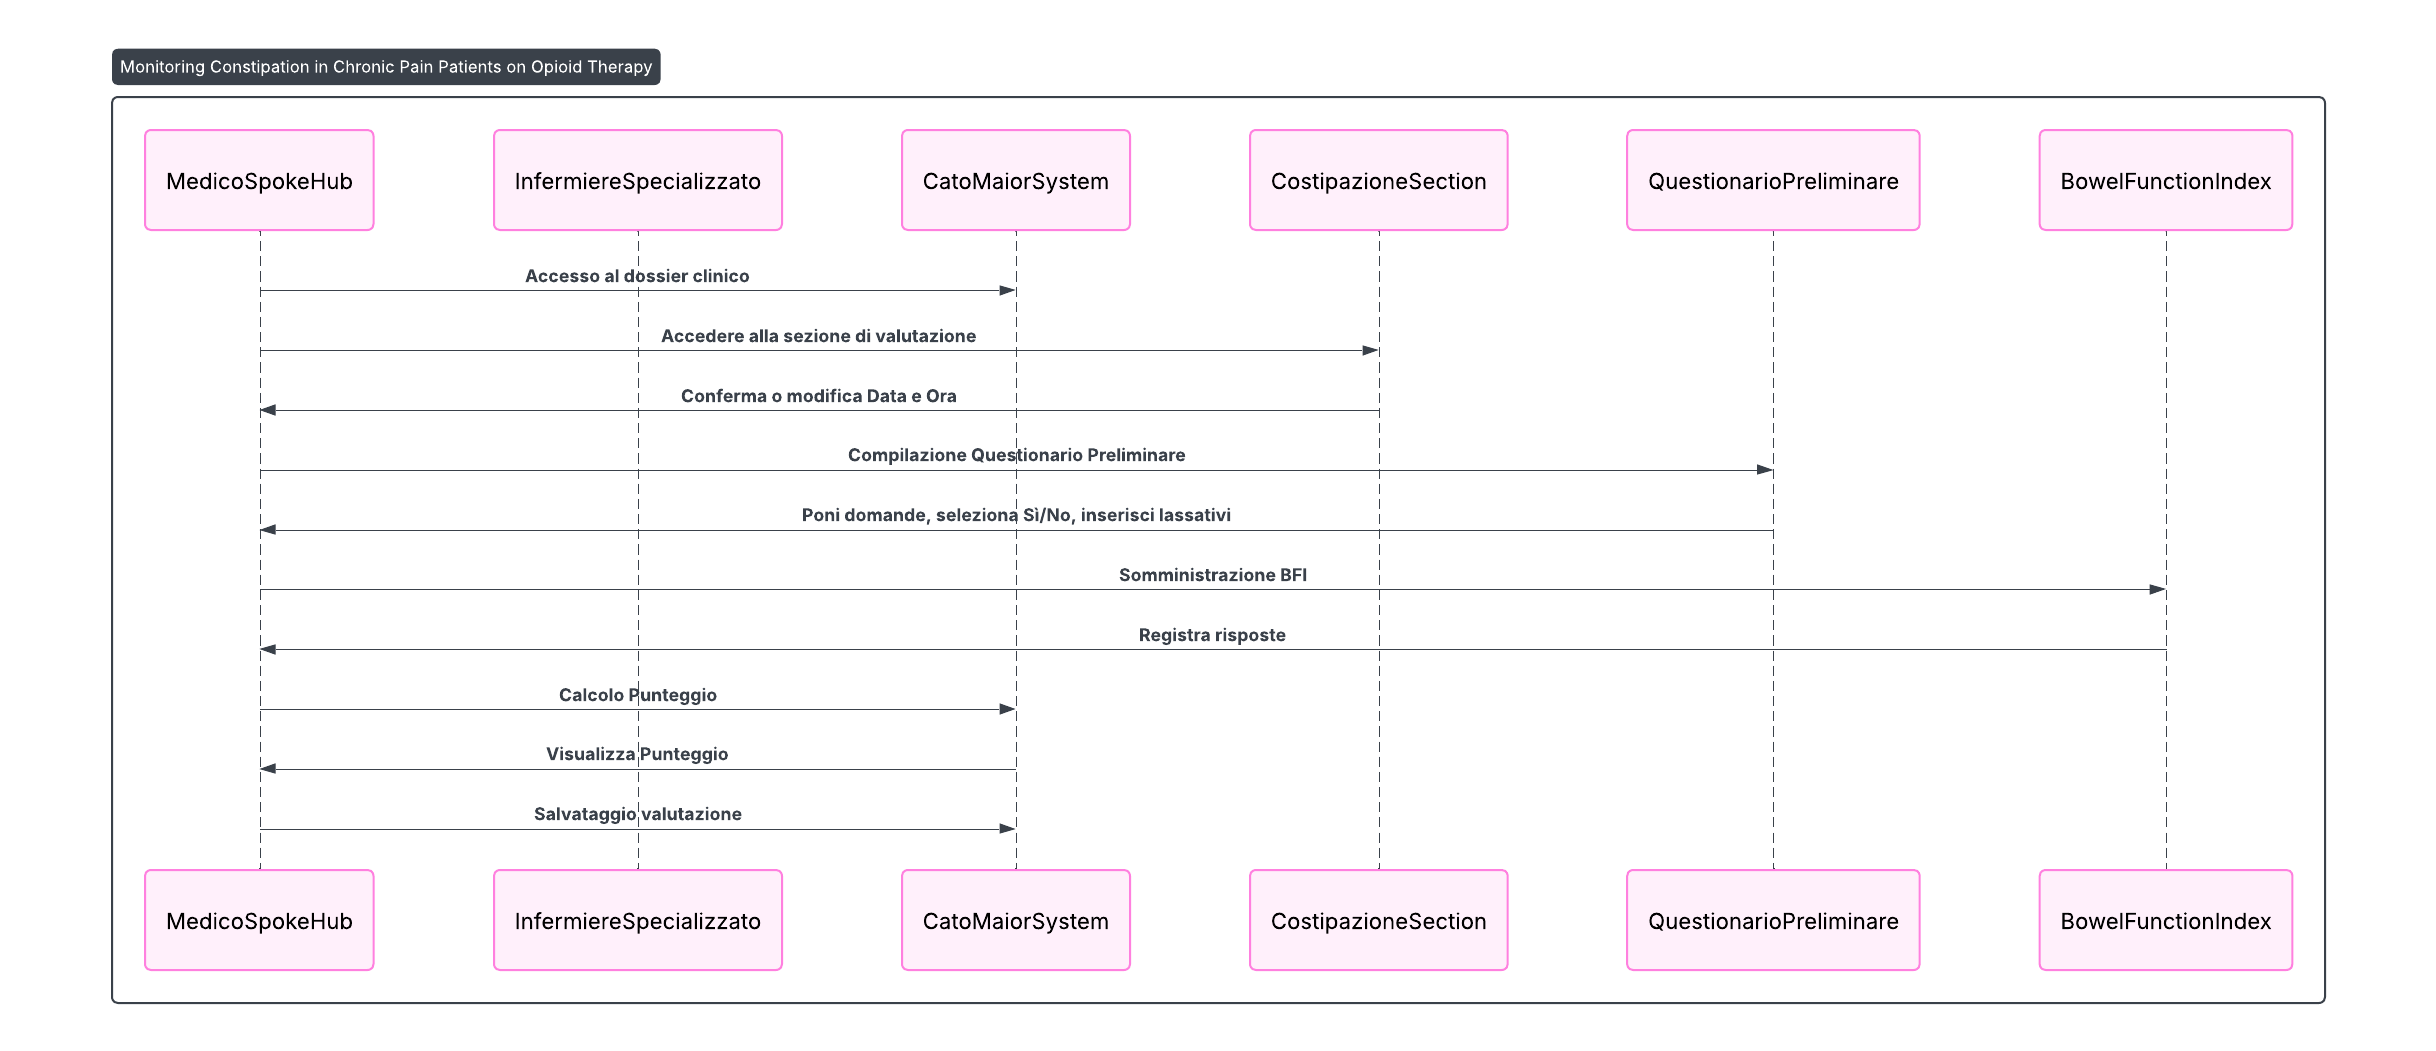 Monitoring Constipation in Chronic Pain Patients on Opioid Therapy
MedicoSpokeHub
InfermiereSpecializzato
CatoMaiorSystem
CostipazioneSection
QuestionarioPreliminare
BowelFunctionIndex
Accesso al dossier clinico
Accedere alla sezione di valutazione
Conferma o modifica Data e Ora
Compilazione Questionario Preliminare
Poni domande, seleziona Sì/No, inserisci lassativi
Somministrazione BFI
Registra risposte
Calcolo Punteggio
Visualizza Punteggio
Salvataggio valutazione
MedicoSpokeHub
InfermiereSpecializzato
CatoMaiorSystem
CostipazioneSection
QuestionarioPreliminare
BowelFunctionIndex